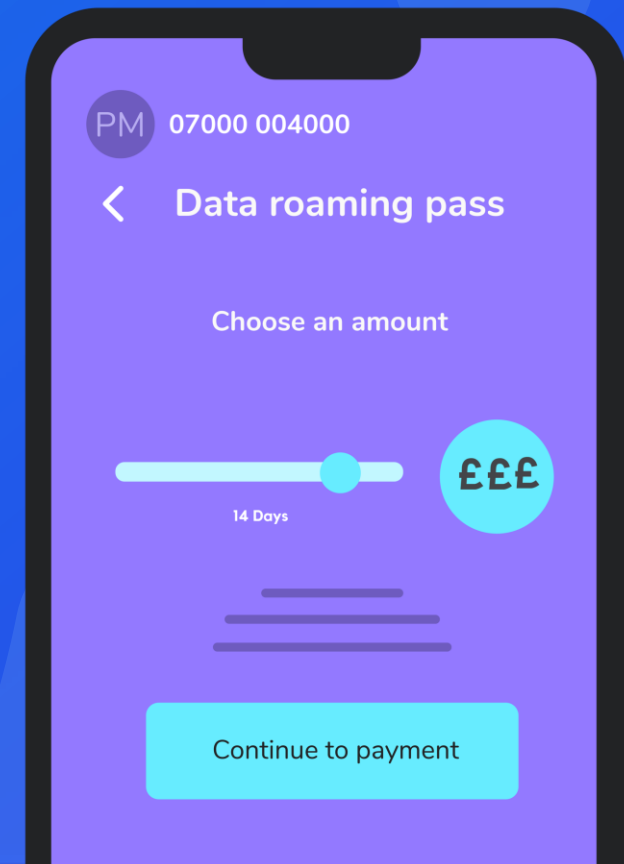 PM 07000 004000
Data roaming pass
Choose an amount
£££
14 Days
Continue to payment